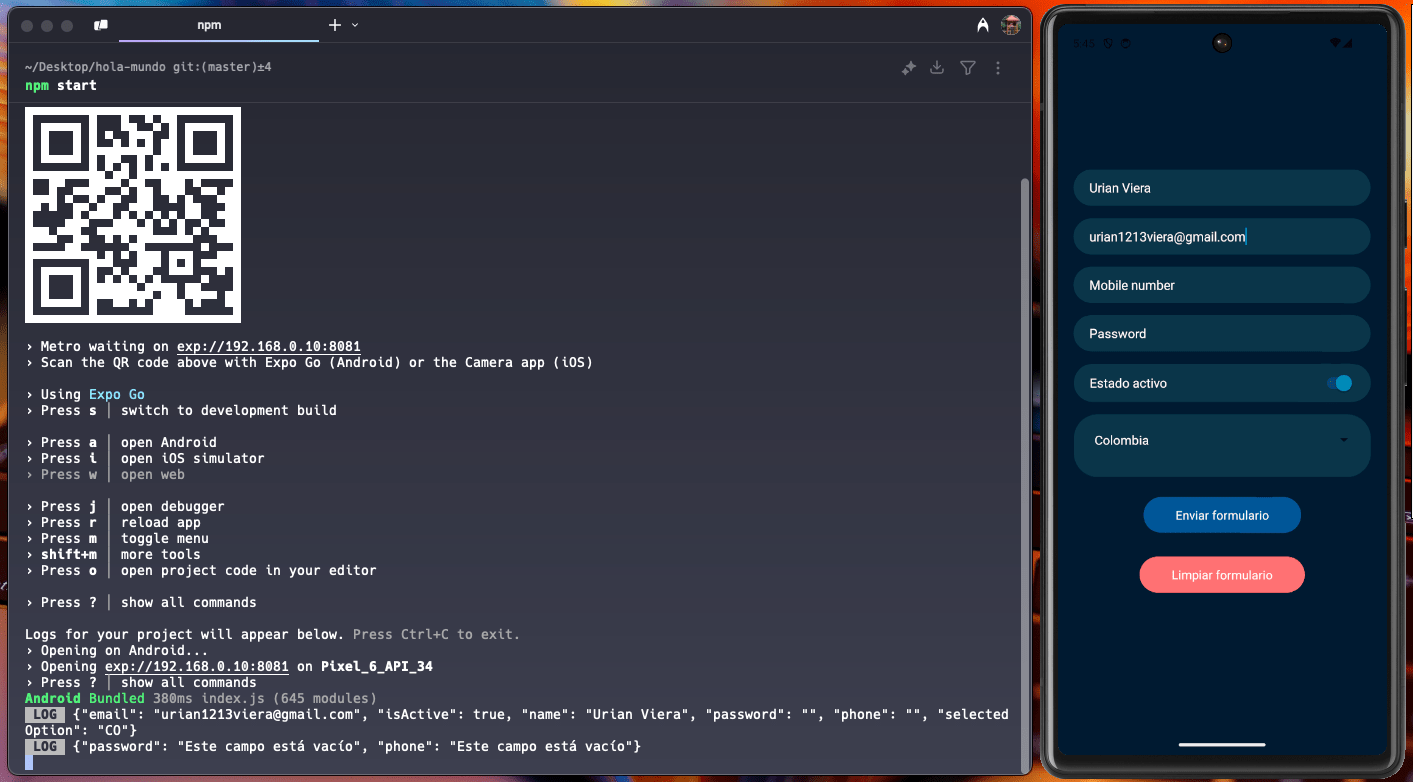 npm
~/Desktop/hola-mundo git:(master)±4
npm start
› Metro waiting on exp://192.168.0.10:8081
› Scan the QR code above with Expo Go (Android) or the Camera app (iOS)
› Using Expo Go
› Press s │ switch to development build
› Press a │ open Android
› Press i │ open iOS simulator
› Press w │ open web
› Press j │ open debugger
› Press r │ reload app
› Press m │ toggle menu
› shift+m │ more tools
› Press o │ open project code in your editor
› Press ? │ show all commands
Logs for your project will appear below. Press Ctrl+C to exit.
› Opening on Android...
› Opening exp://192.168.0.10:8081 on Pixel_6_API_34
› Press ? │ show all commands
Android Bundled 380ms index.js (645 modules)
LOG {"email": "urian1213viera@gmail.com", "isActive": true, "name": "Urian Viera", "password": "", "phone": "", "selected
Option": "CO"}
LOG {"password": "Este campo está vacío", "phone": "Este campo está vacío"}
Urian Viera
urian1213viera@gmail.com
Mobile number
Password
Estado activo
Colombia
Enviar formulario
Limpiar formulario